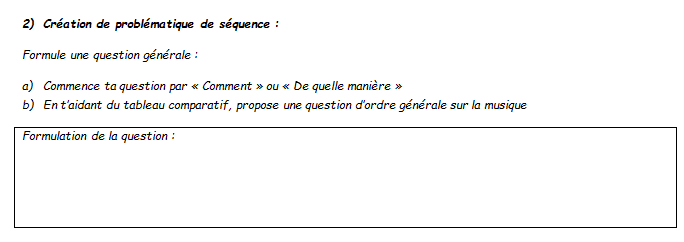 2) Création de problématique de séquence :
Formule une question générale :
a) Commence ta question par « Comment » ou « De quelle manière »
b) En t'aidant du tableau comparatif, propose une question d'ordre générale sur la musique
Formulation de la question :